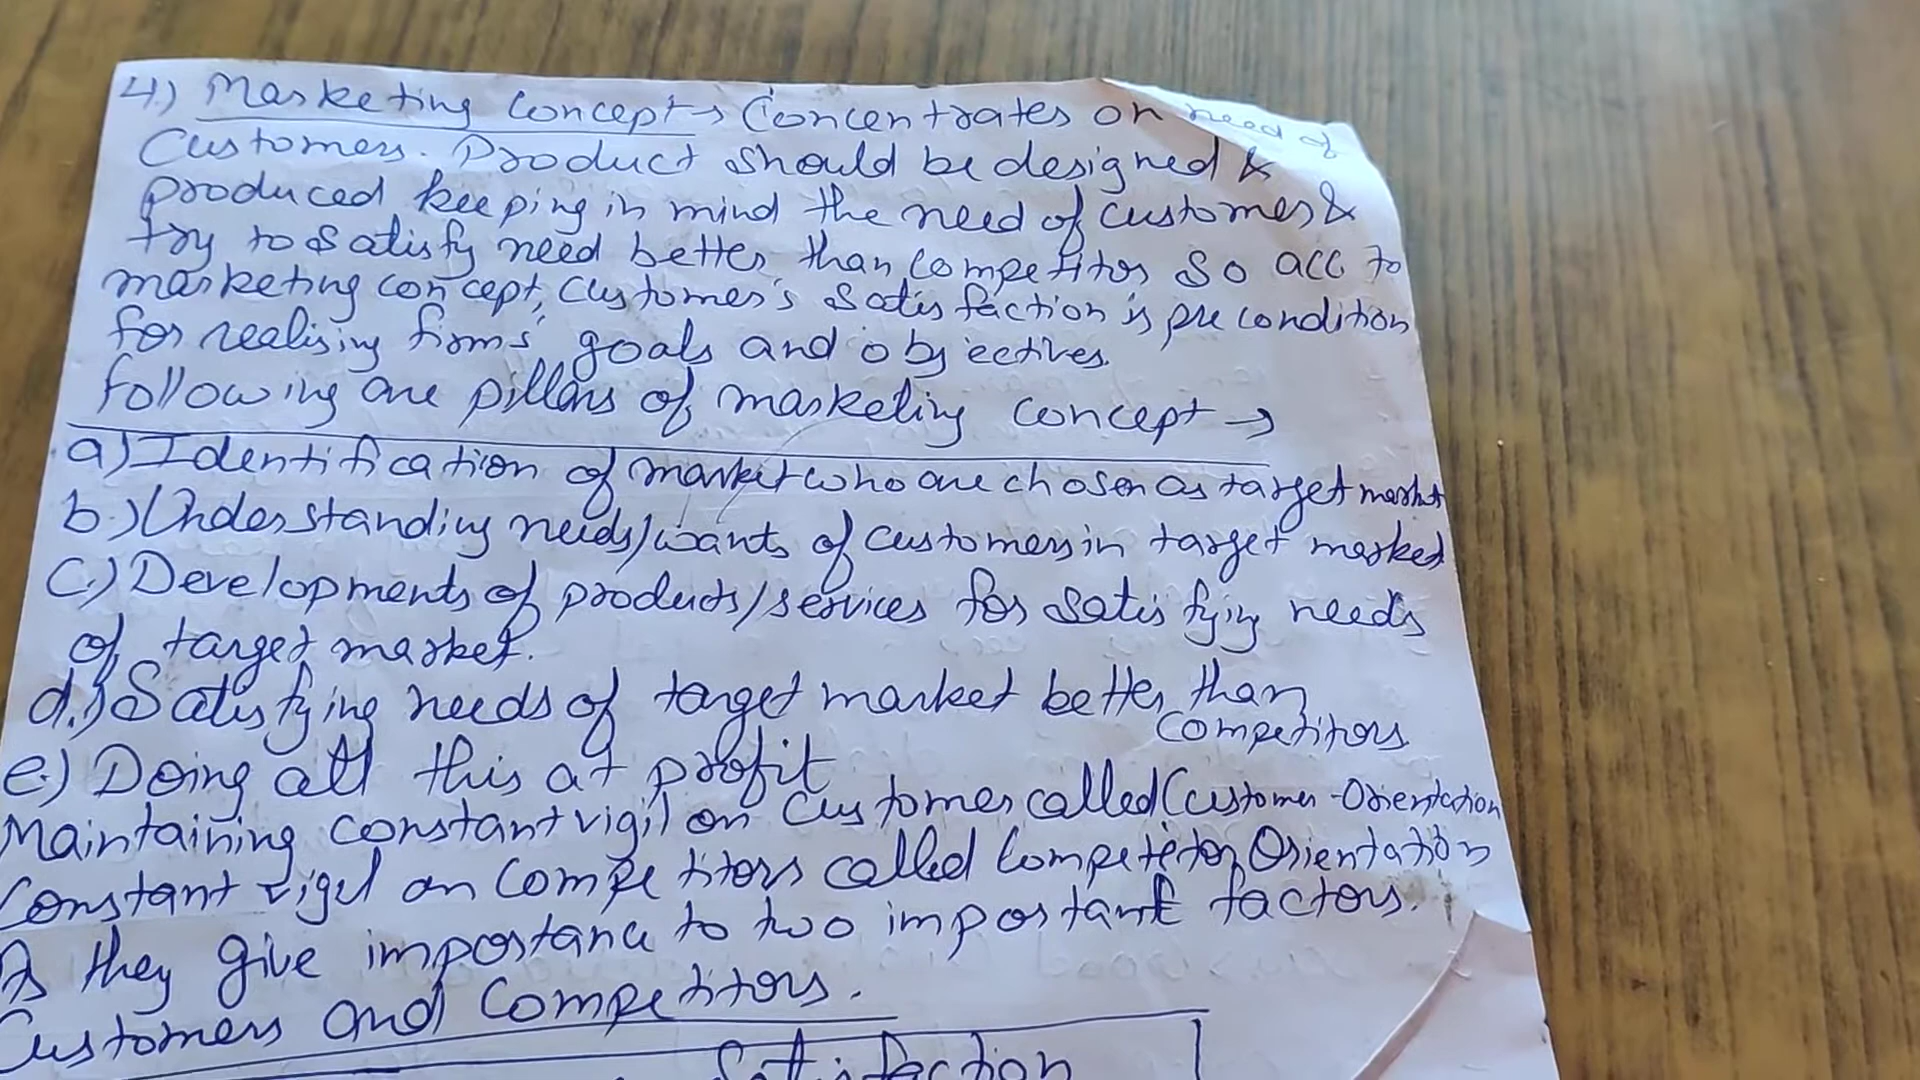 4.) Marketing Concept → Concentrates on need of
Customers. Product should be designed &
produced keeping in mind the need of customers &
try to satisfy need better than competitors so acc to
marketing concept, Customer's satisfaction is pre condition
for realising firms' goals and objectives.
following are pillars of marketing concept →
a) Identification of market who are chosen as target market
b.) Understanding needs/wants of customers in target market
C.) Developments of products/services for satisfying needs
of target market.
d.) Satisfying needs of target market better than
Competitors.
e.) Doing all this at profit
Maintaining constant vigil on Customer called Customer-Orientation
Constant vigil on Competitors called Competitor Orientation
As they give importance to two important factors.
Customers and Competitors.
Satisfaction